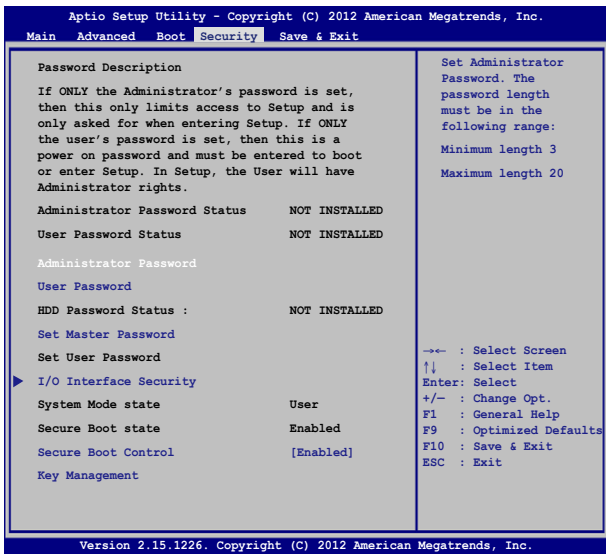 Aptio Setup Utility - Copyright (C) 2012 American Megatrends, Inc.
Main Advanced Boot Security Save & Exit
Password Description
If ONLY the Administrator's password is set,
then this only limits access to Setup and is
only asked for when entering Setup. If ONLY
the user's password is set, then this is a
power on password and must be entered to boot
or enter Setup. In Setup, the User will have
Administrator rights.
Administrator Password Status NOT INSTALLED
User Password Status NOT INSTALLED
Administrator Password
User Password
HDD Password Status : NOT INSTALLED
Set Master Password
Set User Password
I/O Interface Security
System Mode state User
Secure Boot state Enabled
Secure Boot Control [Enabled]
Key Management
Set Administrator
Password. The
password length
must be in the
following range:
Minimum length 3
Maximum length 20
→← : Select Screen
↑↓ : Select Item
Enter: Select
+/— : Change Opt.
F1 : General Help
F9 : Optimized Defaults
F10 : Save & Exit
ESC : Exit
Version 2.15.1226. Copyright (C) 2012 American Megatrends, Inc.